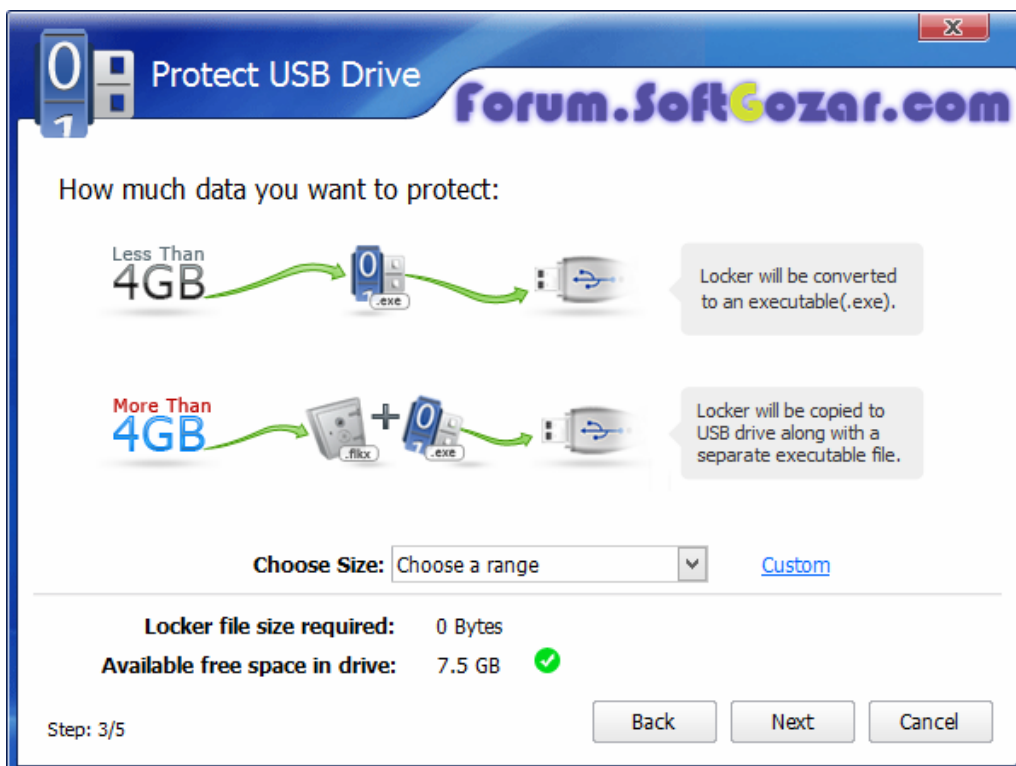 Protect USB Drive
Forum.SoftGozar.com
How much data you want to protect:
Less Than
4GB
.exe
Locker will be converted
to an executable(.exe).
More Than
4GB
.flkx
.exe
Locker will be copied to
USB drive along with a
separate executable file.
Choose Size: Choose a range Custom
Locker file size required: 0 Bytes
Available free space in drive: 7.5 GB
Step: 3/5 Back Next Cancel